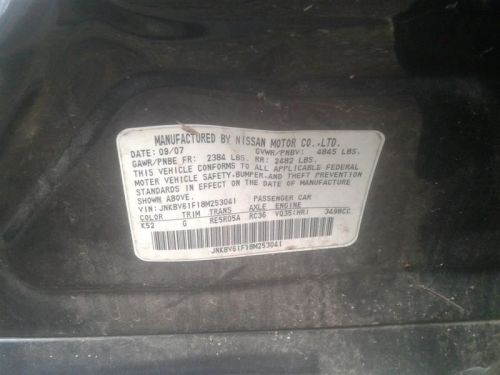 MANUFACTURED BY NISSAN MOTOR CO.,LTD.
DATE: 09/07 GVWR/PNBV: 4845 LBS.
GAWR/PNBE FR: 2384 LBS. RR: 2482 LBS.
THIS VEHICLE CONFORMS TO ALL APPLICABLE FEDERAL
MOTER VEHICLE SAFETY,BUMPER,AND THEFT PREVENTION
STANDARDS IN EFFECT ON THE DATE OF MANUFACTURE
SHOWN ABOVE.
VIN: JNKBV61F18M253041 PASSENGER CAR
COLOR TRIM TRANS AXLE ENGINE
K52 G RE5R05A RC36 VQ35(HR) 3498CC
JNKBV61F18M253041